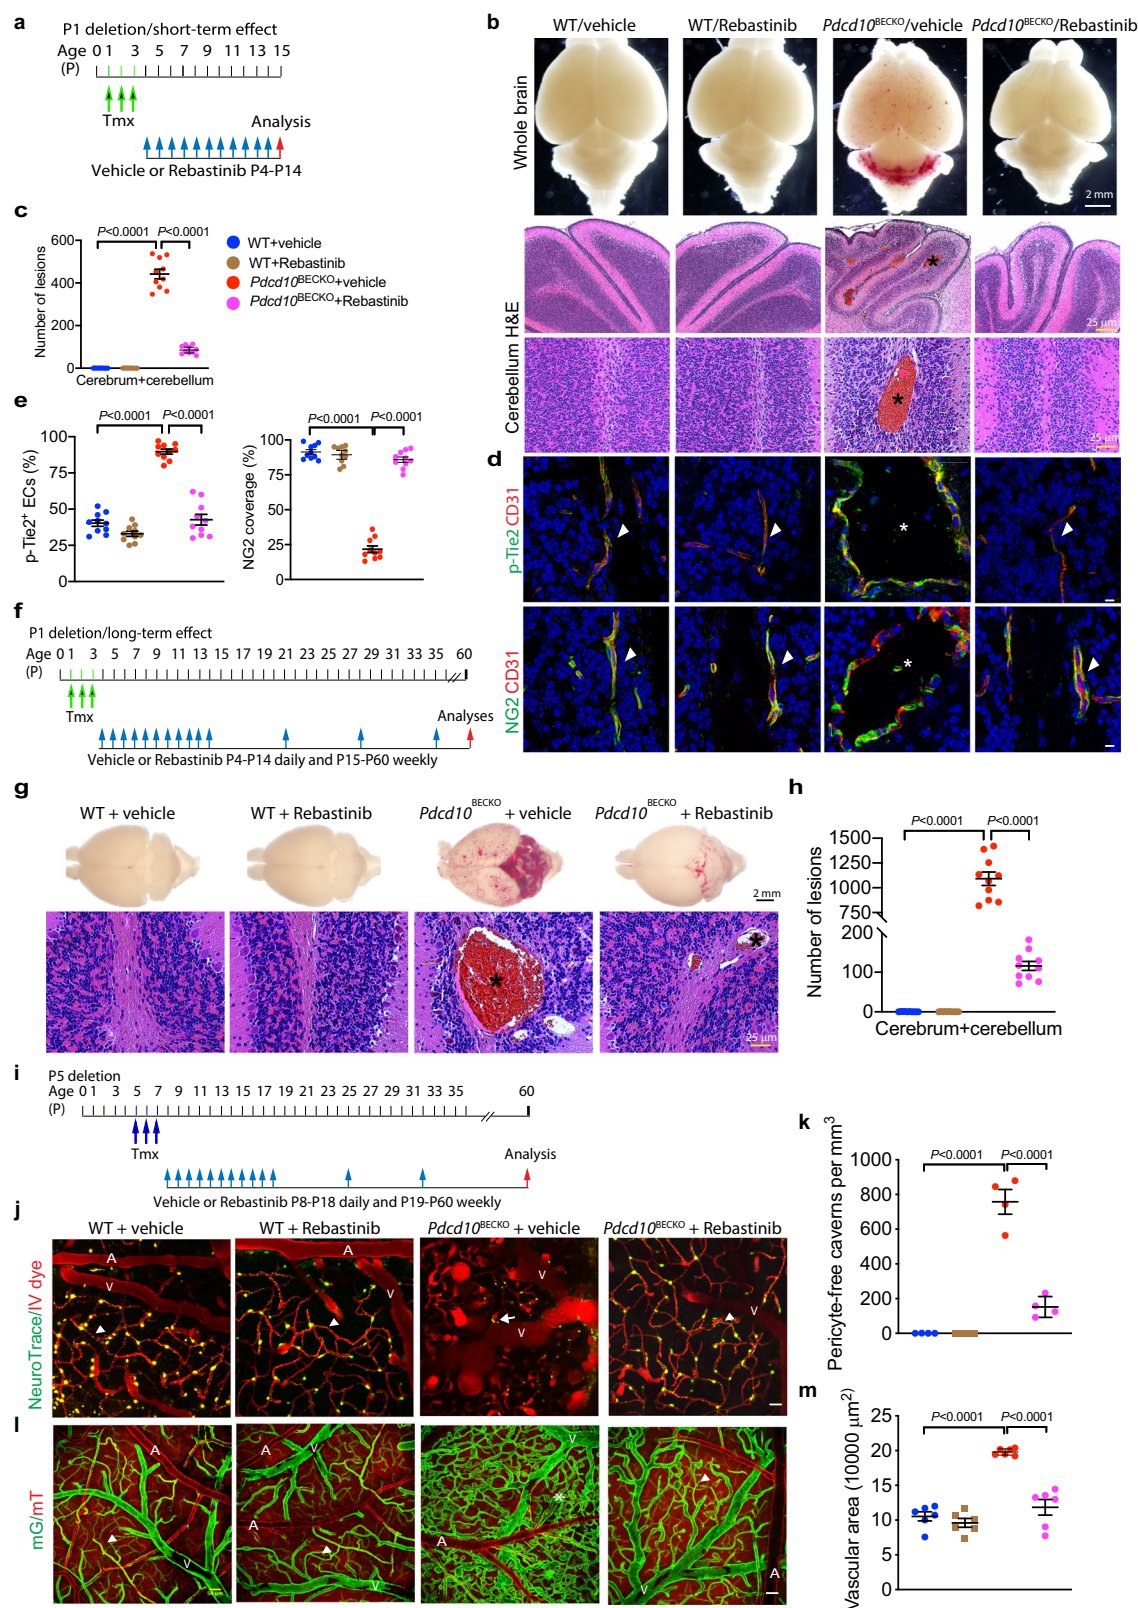 a
P1 deletion/short-term effect
Age 0 1 3 5 7 9 11 13 15
(P)
Tmx
Analysis
Vehicle or Rebastinib P4-P14
b
WT/vehicle
WT/Rebastinib
Pdcd10BECKO/vehicle
Pdcd10BECKO/Rebastinib
Whole brain
2 mm
Cerebellum H&E
*
25 µm
*
25 µm
c
P<0.0001 P<0.0001
Number of lesions
600
400
200
0
Cerebrum+cerebellum
WT+vehicle
WT+Rebastinib
Pdcd10BECKO+vehicle
Pdcd10BECKO+Rebastinib
d
p-Tie2 CD31
*
NG2 CD31
*
e
P<0.0001 P<0.0001
p-Tie2+ ECs (%)
100
75
50
25
0
P<0.0001 P<0.0001
NG2 coverage (%)
100
75
50
25
0
f
P1 deletion/long-term effect
Age 0 1 3 5 7 9 11 13 15 17 19 21 23 25 27 29 31 33 35 60
(P)
Tmx
Analyses
Vehicle or Rebastinib P4-P14 daily and P15-P60 weekly
g
WT + vehicle
WT + Rebastinib
Pdcd10BECKO + vehicle
Pdcd10BECKO + Rebastinib
2 mm
*
*
25 µm
h
P<0.0001 P<0.0001
Number of lesions
1500
1250
1000
750
200
100
0
Cerebrum+cerebellum
i
P5 deletion
Age 0 1 3 5 7 9 11 13 15 17 19 21 23 25 27 29 31 33 35 60
(P)
Tmx
Analysis
Vehicle or Rebastinib P8-P18 daily and P19-P60 weekly
j
WT + vehicle
WT + Rebastinib
Pdcd10BECKO + vehicle
Pdcd10BECKO + Rebastinib
NeuroTrace/IV dye
A
V
A
V
V
V
V
k
P<0.0001 P<0.0001
Pericyte-free caverns per mm3
1000
800
600
400
200
0
l
mG/mT
A
V
50 µm
A
V
A
V
V
*
A
A
V
A
m
P<0.0001 P<0.0001
Vascular area (10000 µm2)
25
20
15
10
5
0